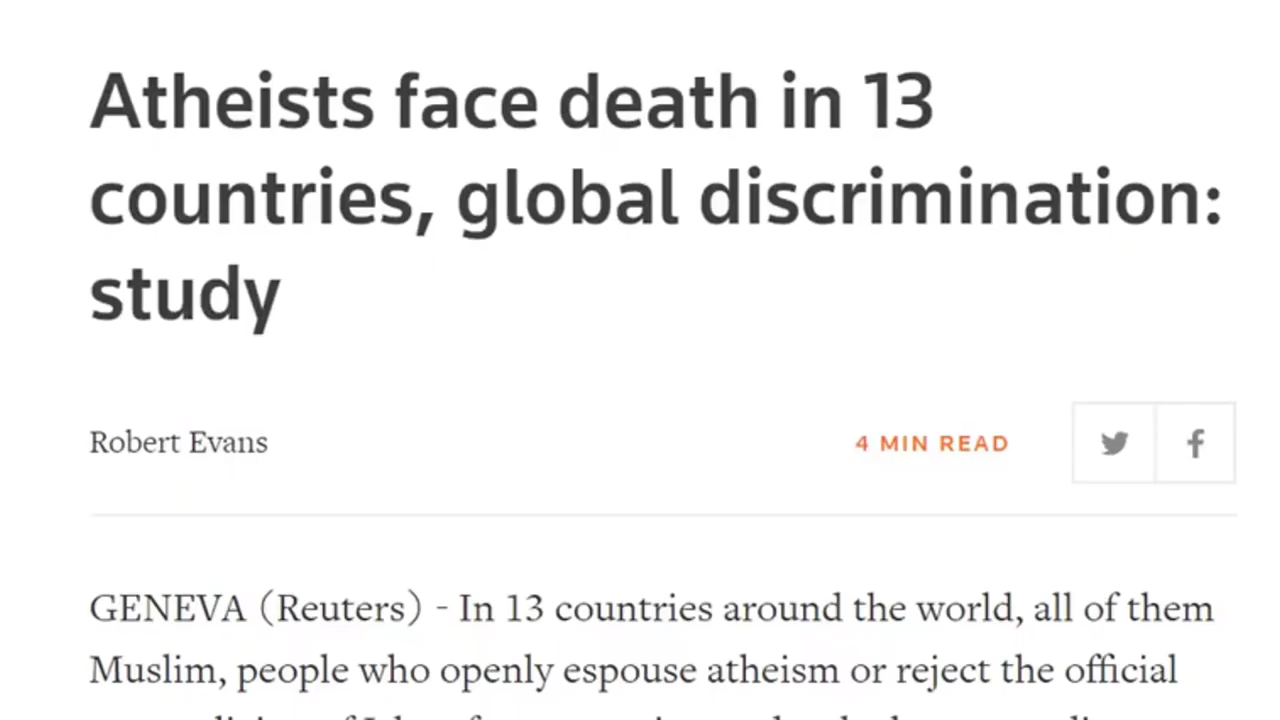 Atheists face death in 13
countries, global discrimination:
study
Robert Evans
4 MIN READ
GENEVA (Reuters) - In 13 countries around the world, all of them
Muslim, people who openly espouse atheism or reject the official